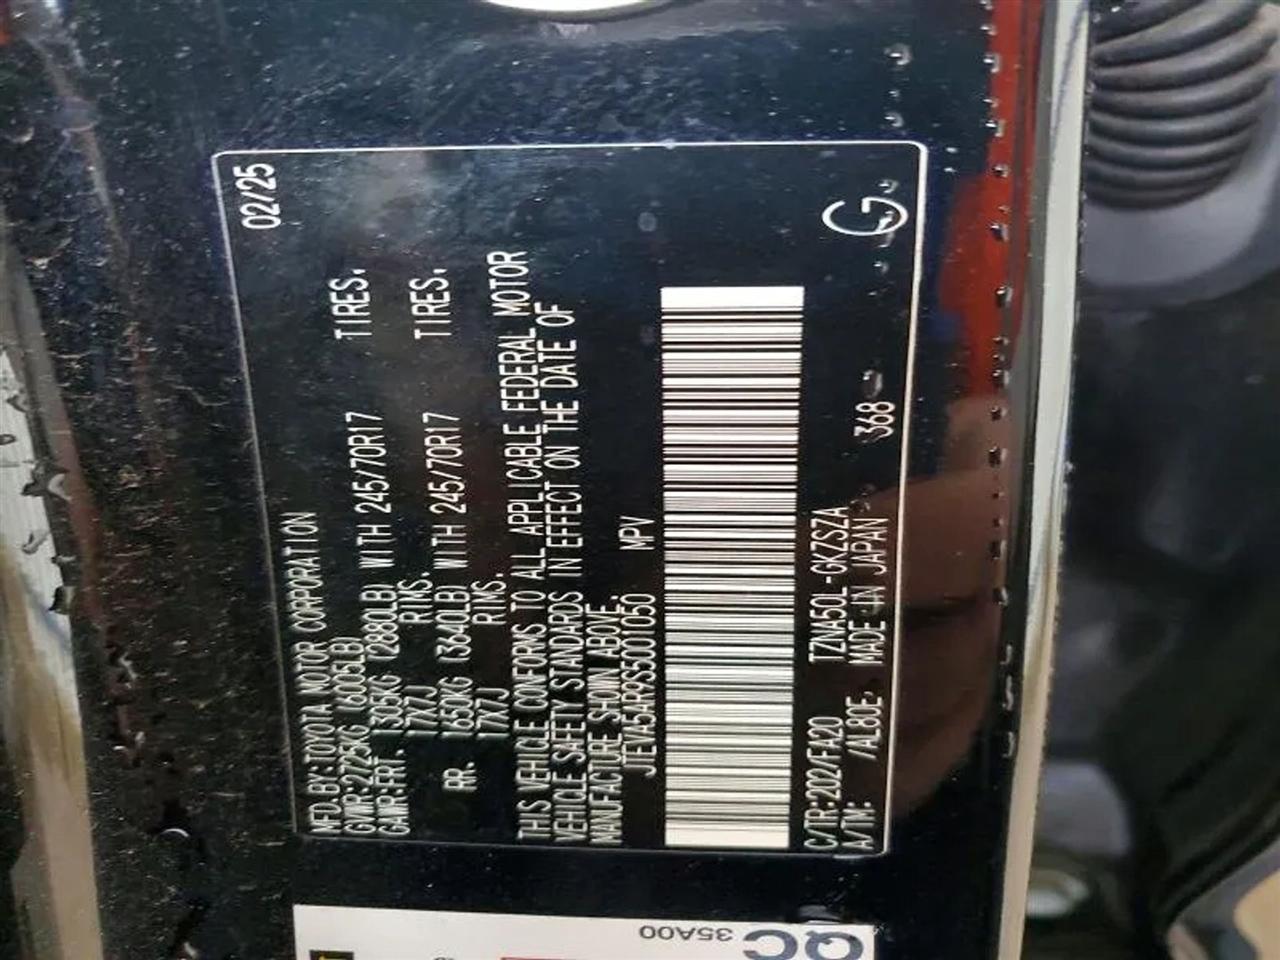 02/25
MFD.BY:TOYOTA MOTOR CORPORATION
GVWR:2725KG (6005LB)
GAWR:FRT. 1305KG (2880LB) WITH 245/70R17 TIRES.
17X7J RIMS.
RR. 1650KG (3640LB) WITH 245/70R17 TIRES.
17X7J RIMS.
THIS VEHICLE CONFORMS TO ALL APPLICABLE FEDERAL MOTOR
VEHICLE SAFETY STANDARDS IN EFFECT ON THE DATE OF
MANUFACTURE SHOWN ABOVE.
JTEVA5AR9S5001050 MPV
C/TR:202/FA20 TZNA50L-GKZSZA
A/TM: /AL80E MADE IN JAPAN 368
G
QC
35A00